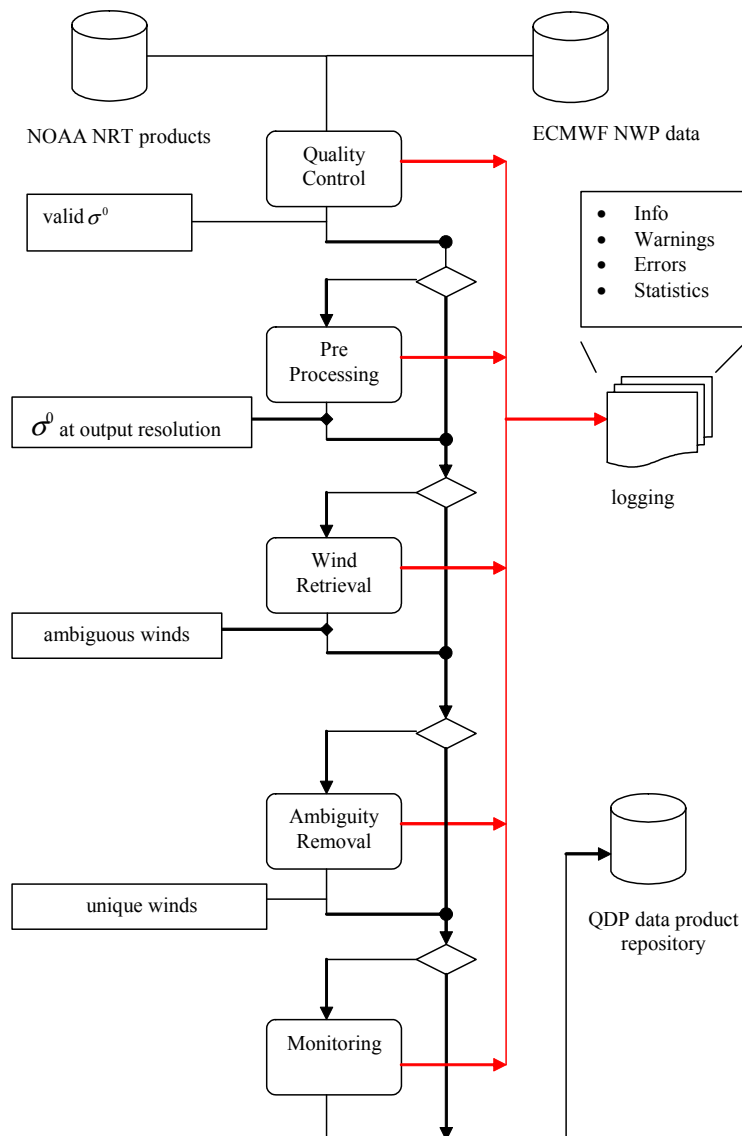 NOAA NRT products
ECMWF NWP data
Quality
Control
valid σ⁰
• Info
• Warnings
• Errors
• Statistics
Pre
Processing
σ⁰ at output resolution
logging
Wind
Retrieval
ambiguous winds
Ambiguity
Removal
unique winds
QDP data product
repository
Monitoring